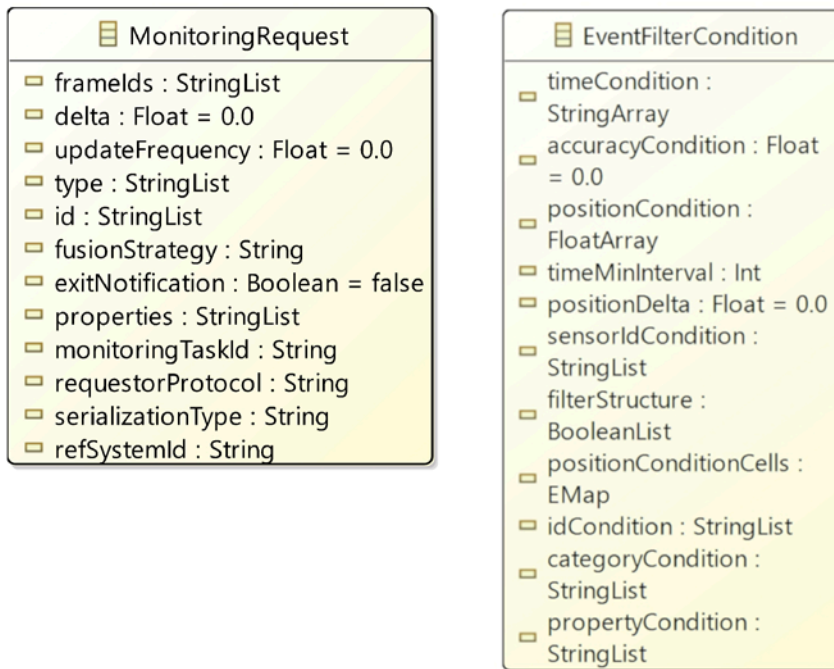 MonitoringRequest
frameIds : StringList
delta : Float = 0.0
updateFrequency : Float = 0.0
type : StringList
id : StringList
fusionStrategy : String
exitNotification : Boolean = false
properties : StringList
monitoringTaskId : String
requestorProtocol : String
serializationType : String
refSystemId : String
EventFilterCondition
timeCondition :
StringArray
accuracyCondition : Float
= 0.0
positionCondition :
FloatArray
timeMinInterval : Int
positionDelta : Float = 0.0
sensorIdCondition :
StringList
filterStructure :
BooleanList
positionConditionCells :
EMap
idCondition : StringList
categoryCondition :
StringList
propertyCondition :
StringList